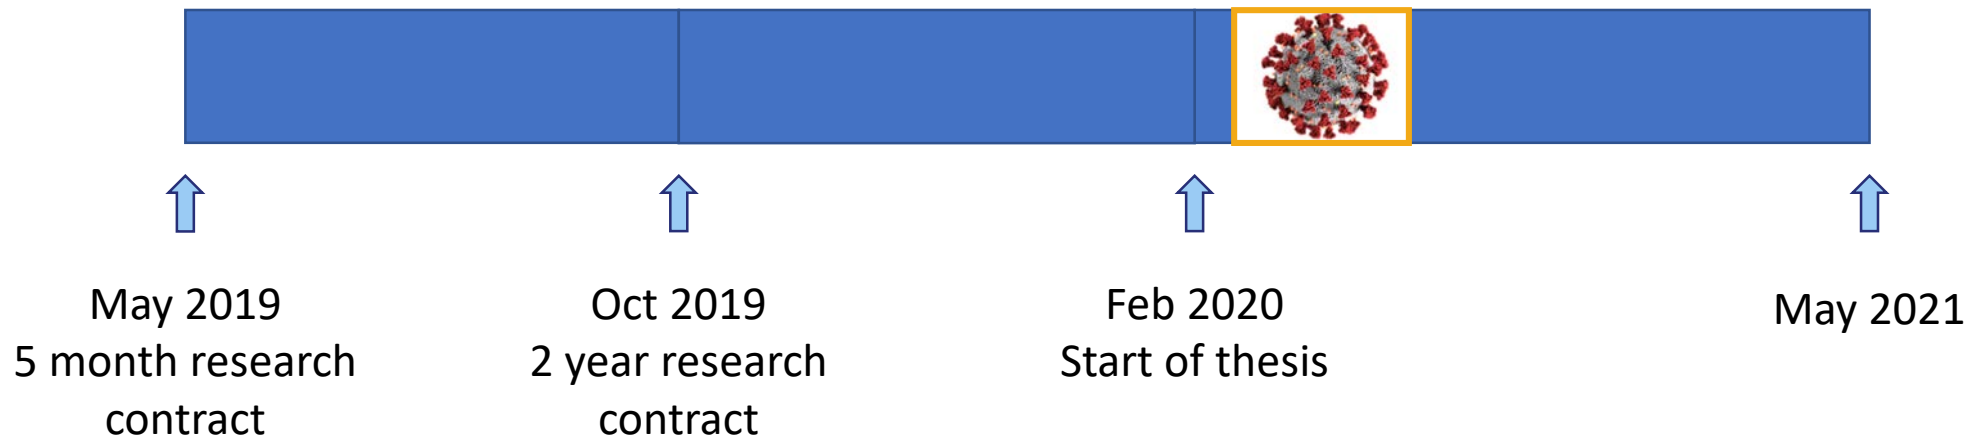 May 2019
5 month research
contract
Oct 2019
2 year research
contract
Feb 2020
Start of thesis
May 2021